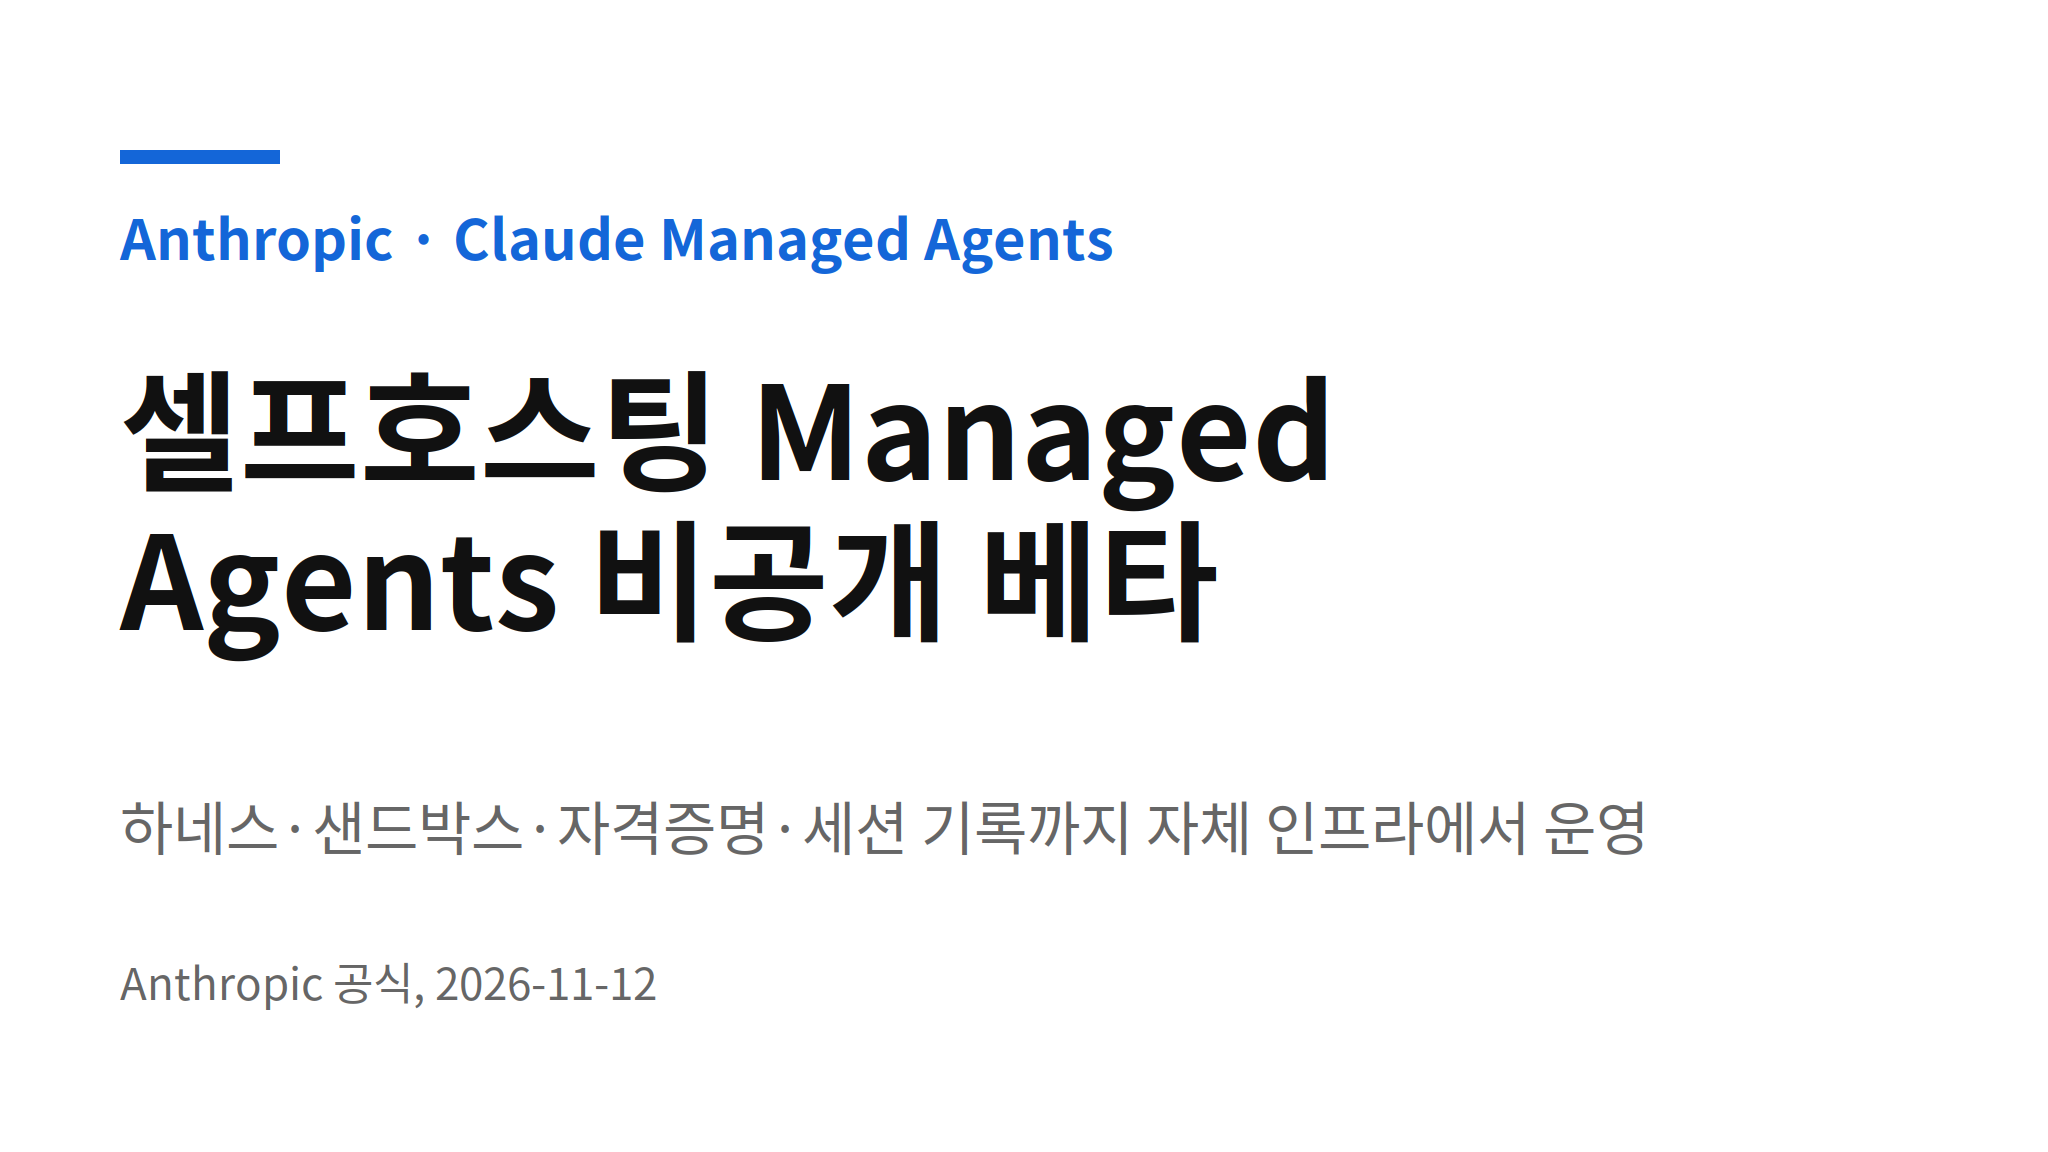 Anthropic · Claude Managed Agents
셀프호스팅 Managed
Agents 비공개 베타
하네스·샌드박스·자격증명·세션 기록까지 자체 인프라에서 운영
Anthropic 공식, 2026-11-12